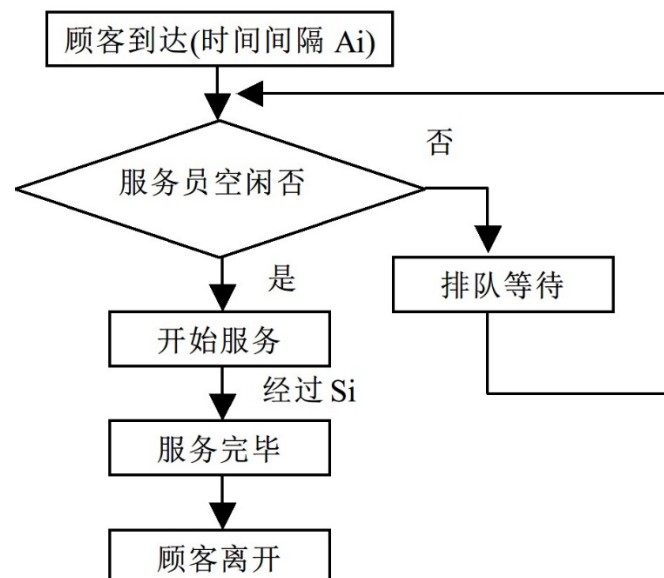 顾客到达(时间间隔 Ai)
服务员空闲否
否
是
排队等待
开始服务
经过 Si
服务完毕
顾客离开